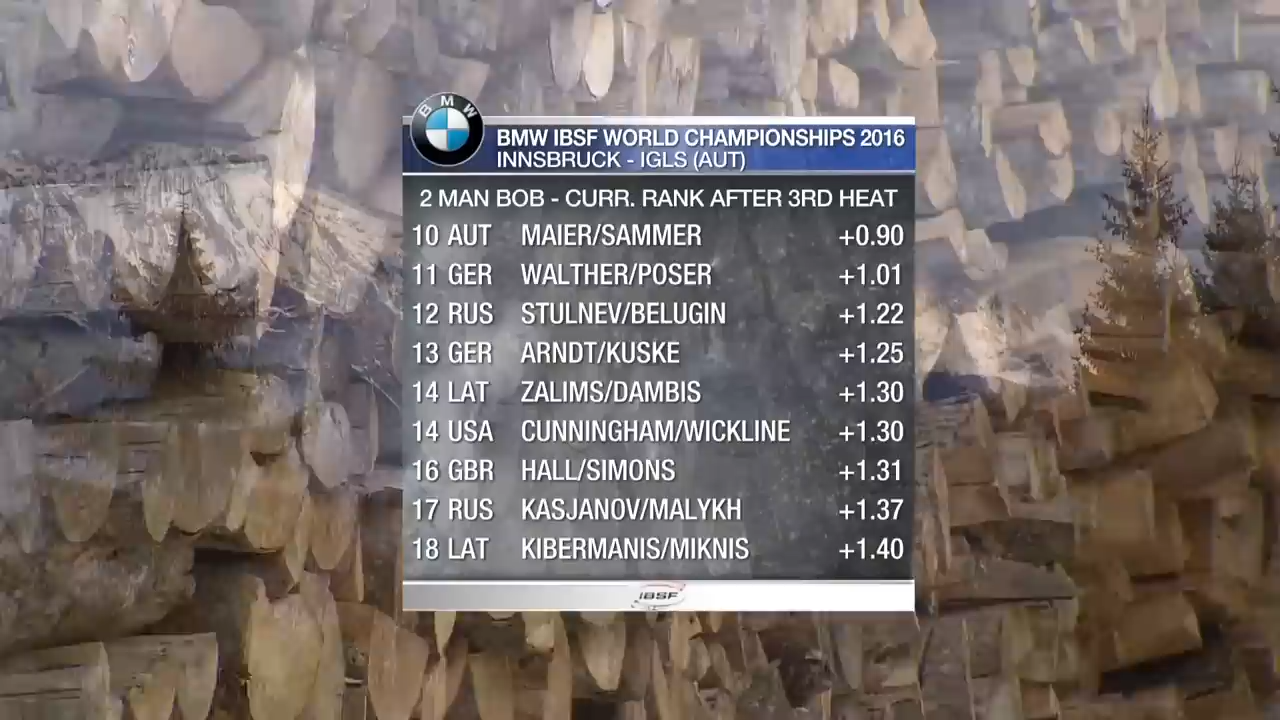 BMW
BMW IBSF WORLD CHAMPIONSHIPS 2016
INNSBRUCK - IGLS (AUT)
2 MAN BOB - CURR. RANK AFTER 3RD HEAT
10 AUT MAIER/SAMMER +0.90
11 GER WALTHER/POSER +1.01
12 RUS STULNEV/BELUGIN +1.22
13 GER ARNDT/KUSKE +1.25
14 LAT ZALIMS/DAMBIS +1.30
14 USA CUNNINGHAM/WICKLINE +1.30
16 GBR HALL/SIMONS +1.31
17 RUS KASJANOV/MALYKH +1.37
18 LAT KIBERMANIS/MIKNIS +1.40
IBSF